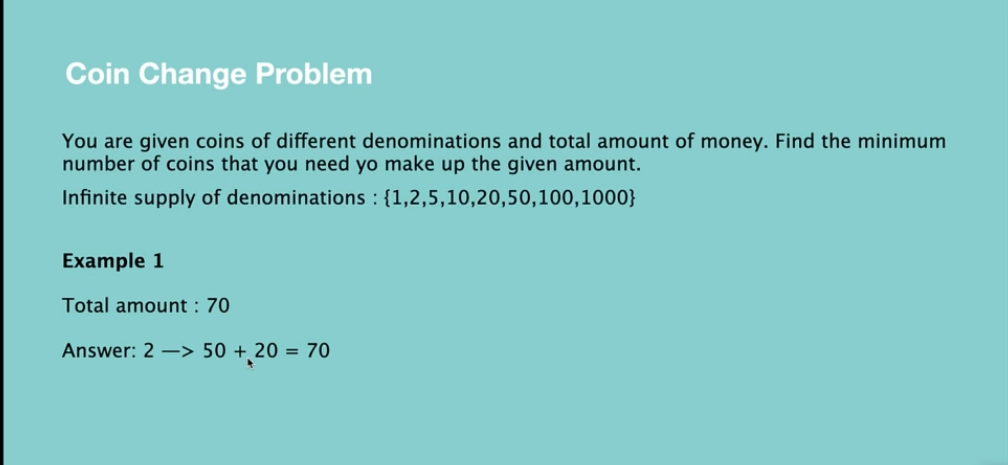 Coin Change Problem
You are given coins of different denominations and total amount of money. Find the minimum
number of coins that you need yo make up the given amount.
Infinite supply of denominations : {1,2,5,10,20,50,100,1000}
Example 1
Total amount : 70
Answer: 2 —> 50 + 20 = 70